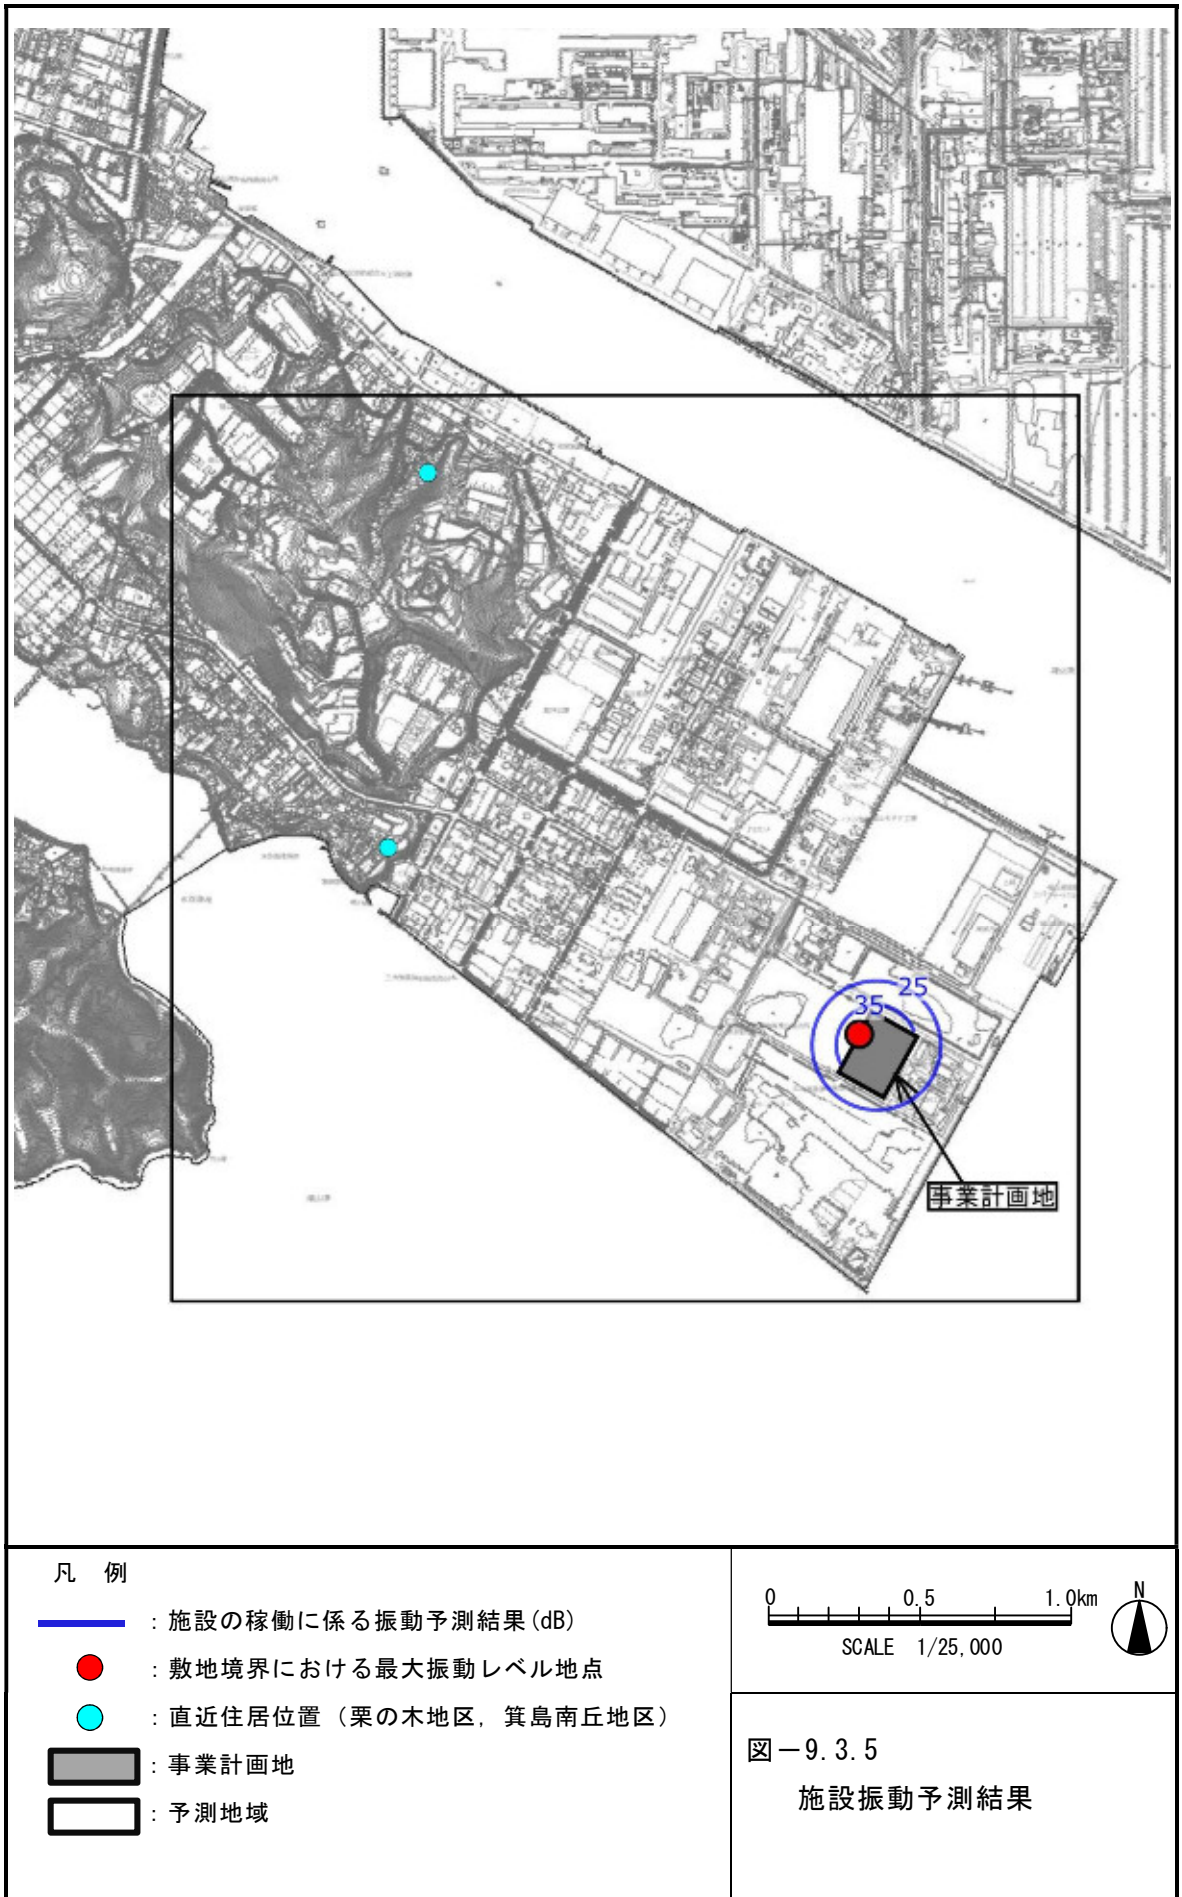 25
35
事業計画地
凡 例
: 施設の稼働に係る振動予測結果(dB)
: 敷地境界における最大振動レベル地点
: 直近住居位置（栗の木地区, 箕島南丘地区）
: 事業計画地
: 予測地域
0 0.5 1.0km
SCALE 1/25,000
N
図－9.3.5
施設振動予測結果